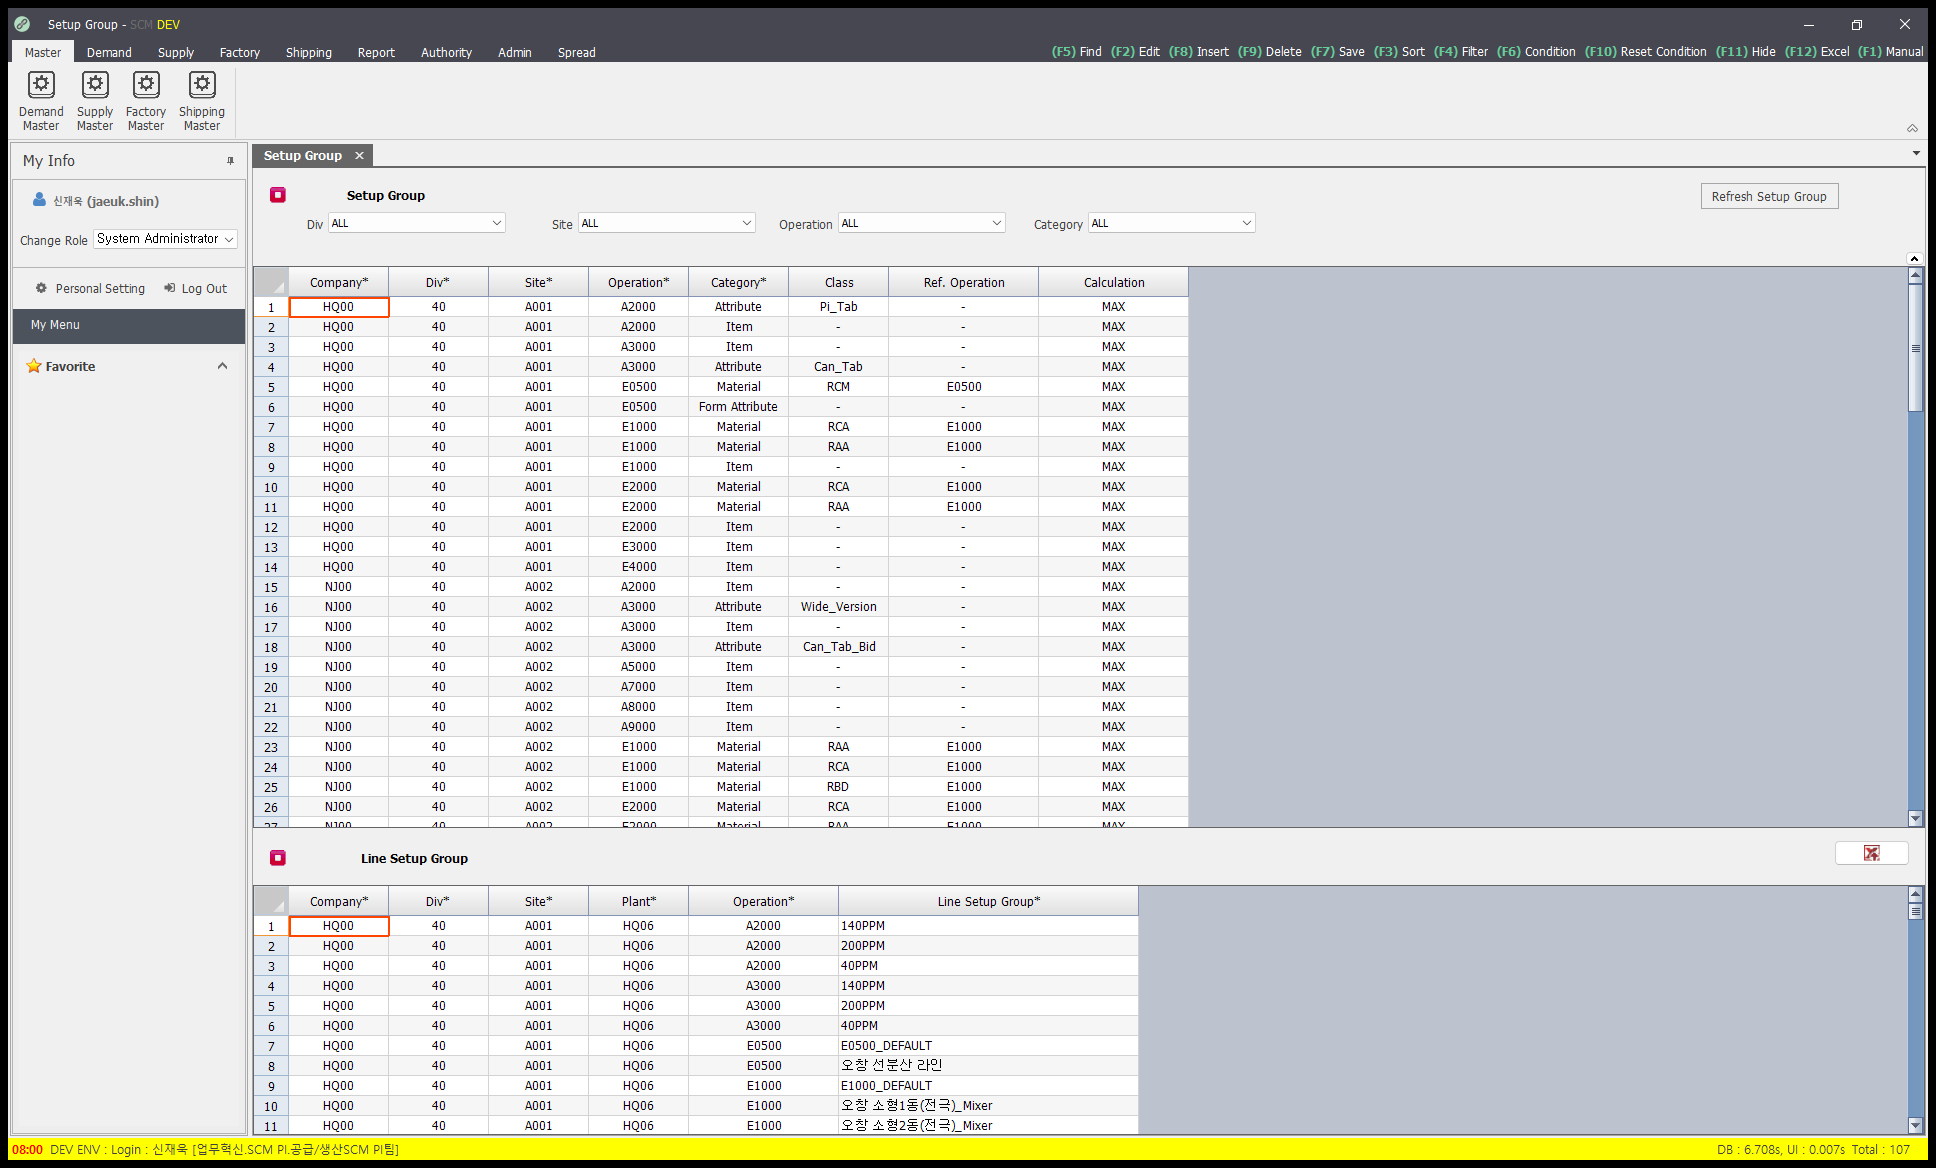 Setup Group - SCM DEV
Master Demand Supply Factory Shipping Report Authority Admin Spread (F5) Find (F2) Edit (F8) Insert (F9) Delete (F7) Save (F3) Sort (F4) Filter (F6) Condition (F10) Reset Condition (F11) Hide (F12) Excel (F1) Manual
Demand Master Supply Master Factory Master Shipping Master
My Info
신재욱 (jaeuk.shin)
Change Role System Administrator
Personal Setting Log Out
My Menu
Favorite
Setup Group
Setup Group Refresh Setup Group
Div ALL Site ALL Operation ALL Category ALL
Company* Div* Site* Operation* Category* Class Ref. Operation Calculation
1 HQ00 40 A001 A2000 Attribute Pi_Tab - MAX
2 HQ00 40 A001 A2000 Item - - MAX
3 HQ00 40 A001 A3000 Item - - MAX
4 HQ00 40 A001 A3000 Attribute Can_Tab - MAX
5 HQ00 40 A001 E0500 Material RCM E0500 MAX
6 HQ00 40 A001 E0500 Form Attribute - - MAX
7 HQ00 40 A001 E1000 Material RCA E1000 MAX
8 HQ00 40 A001 E1000 Material RAA E1000 MAX
9 HQ00 40 A001 E1000 Item - - MAX
10 HQ00 40 A001 E2000 Material RCA E1000 MAX
11 HQ00 40 A001 E2000 Material RAA E1000 MAX
12 HQ00 40 A001 E2000 Item - - MAX
13 HQ00 40 A001 E3000 Item - - MAX
14 HQ00 40 A001 E4000 Item - - MAX
15 NJ00 40 A002 A2000 Item - - MAX
16 NJ00 40 A002 A3000 Attribute Wide_Version - MAX
17 NJ00 40 A002 A3000 Item - - MAX
18 NJ00 40 A002 A3000 Attribute Can_Tab_Bid - MAX
19 NJ00 40 A002 A5000 Item - - MAX
20 NJ00 40 A002 A7000 Item - - MAX
21 NJ00 40 A002 A8000 Item - - MAX
22 NJ00 40 A002 A9000 Item - - MAX
23 NJ00 40 A002 E1000 Material RAA E1000 MAX
24 NJ00 40 A002 E1000 Material RCA E1000 MAX
25 NJ00 40 A002 E1000 Material RBD E1000 MAX
26 NJ00 40 A002 E2000 Material RCA E1000 MAX
27 NJ00 40 A002 E2000 Material RAA E1000 MAX
Line Setup Group
Company* Div* Site* Plant* Operation* Line Setup Group*
1 HQ00 40 A001 HQ06 A2000 140PPM
2 HQ00 40 A001 HQ06 A2000 200PPM
3 HQ00 40 A001 HQ06 A2000 40PPM
4 HQ00 40 A001 HQ06 A3000 140PPM
5 HQ00 40 A001 HQ06 A3000 200PPM
6 HQ00 40 A001 HQ06 A3000 40PPM
7 HQ00 40 A001 HQ06 E0500 E0500_DEFAULT
8 HQ00 40 A001 HQ06 E0500 오창 선분산 라인
9 HQ00 40 A001 HQ06 E1000 E1000_DEFAULT
10 HQ00 40 A001 HQ06 E1000 오창 소형1동(전극)_Mixer
11 HQ00 40 A001 HQ06 E1000 오창 소형2동(전극)_Mixer
08:00 DEV ENV : Login : 신재욱 [업무혁신.SCM PI.공급/생산SCM PI팀] DB : 6.708s, UI : 0.007s Total : 107